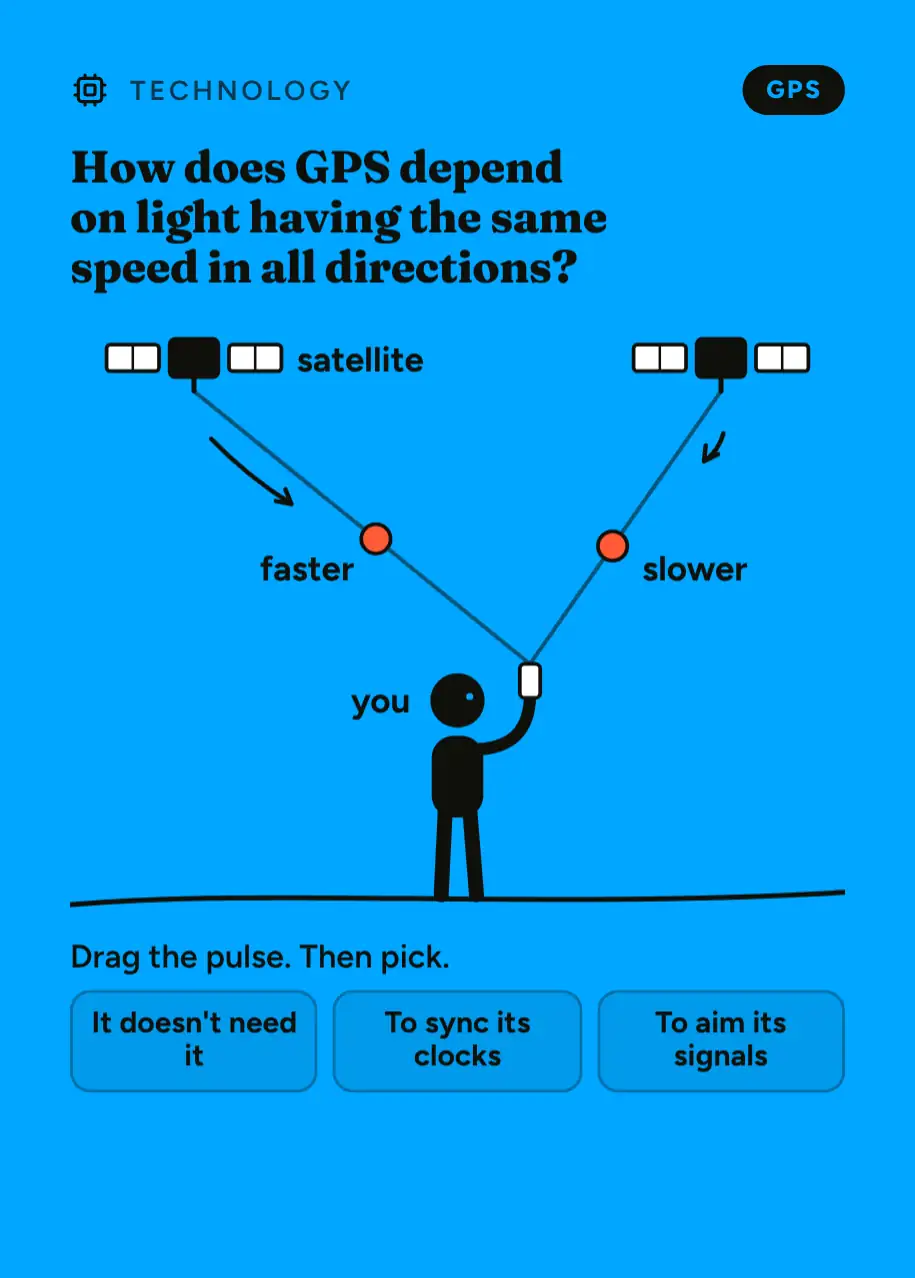 TECHNOLOGY
GPS
How does GPS depend
on light having the same
speed in all directions?
satellite
faster
slower
you
Drag the pulse. Then pick.
It doesn't need
it
To sync its
clocks
To aim its
signals